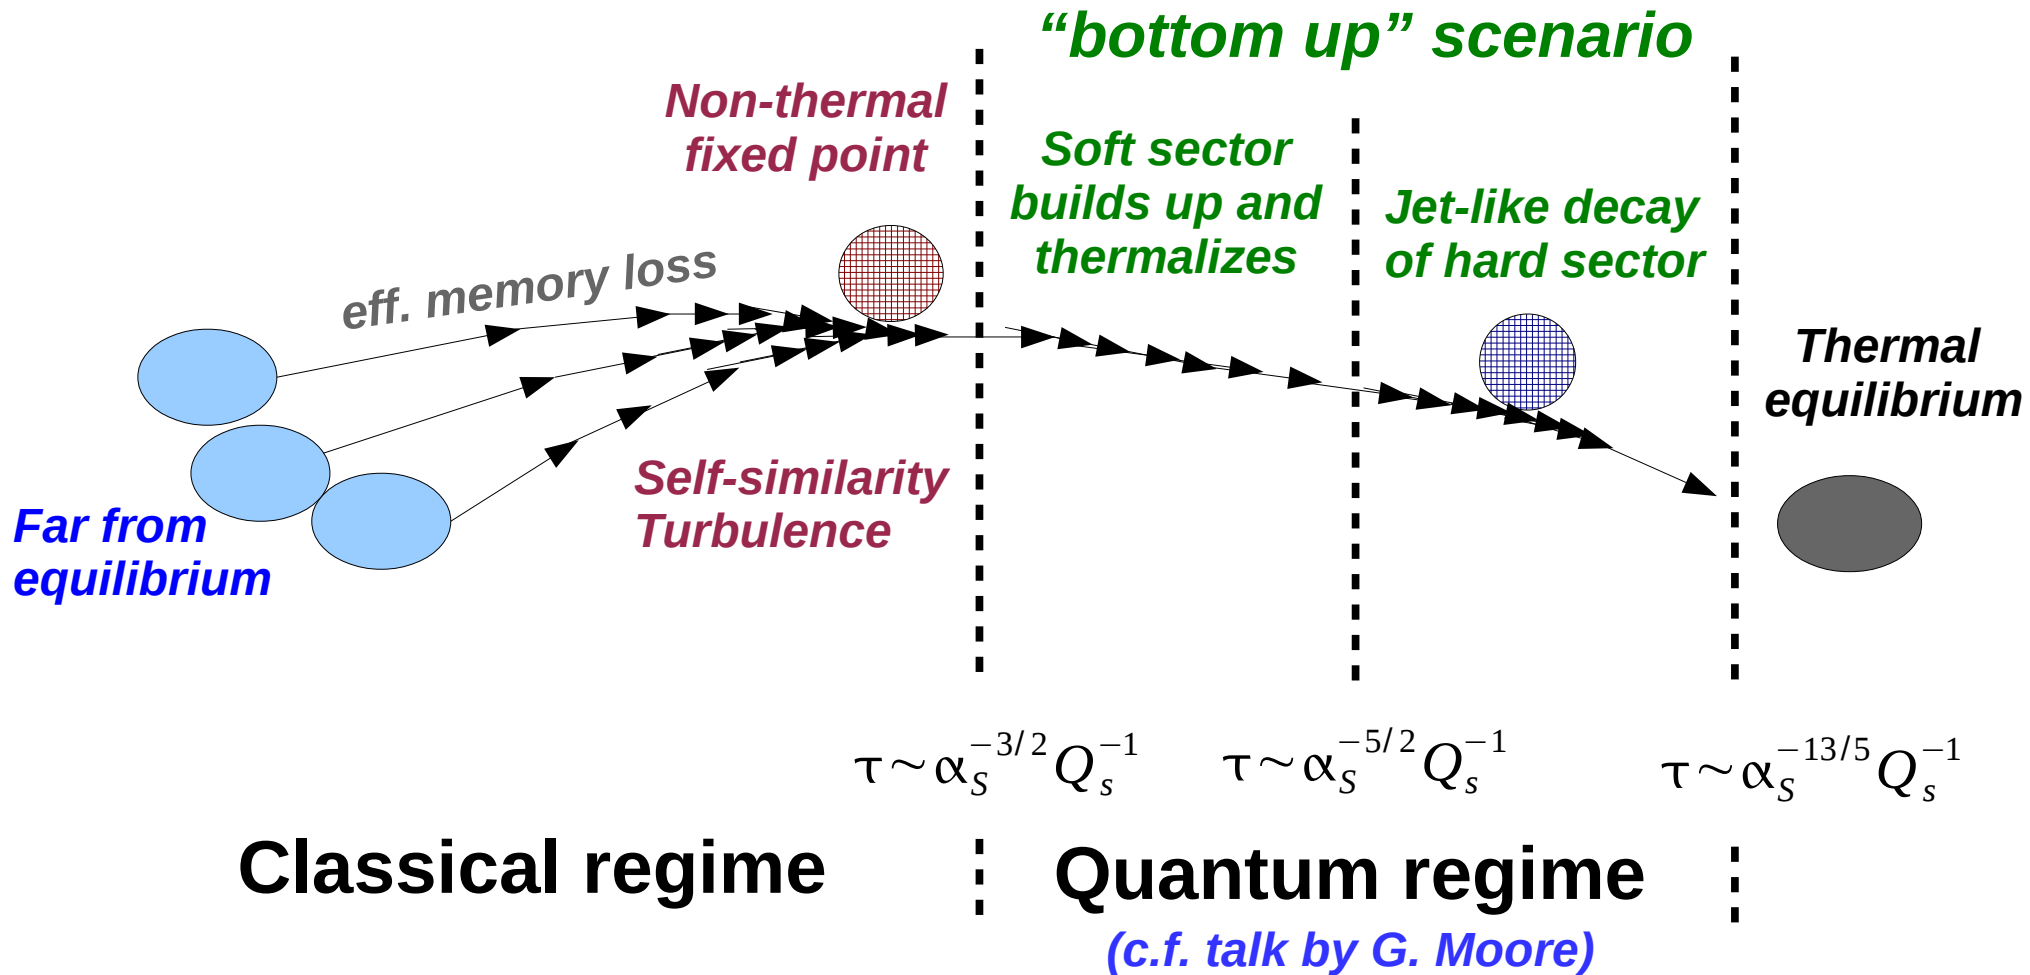 “bottom up” scenario
Non-thermal
fixed point
Soft sector
builds up and
thermalizes
Jet-like decay
of hard sector
eff. memory loss
Thermal
equilibrium
Self-similarity
Turbulence
Far from
equilibrium
τ∼α_S^{−3/2} Q_s^{−1}
τ∼α_S^{−5/2} Q_s^{−1}
τ∼α_S^{−13/5} Q_s^{−1}
Classical regime
Quantum regime
(c.f. talk by G. Moore)